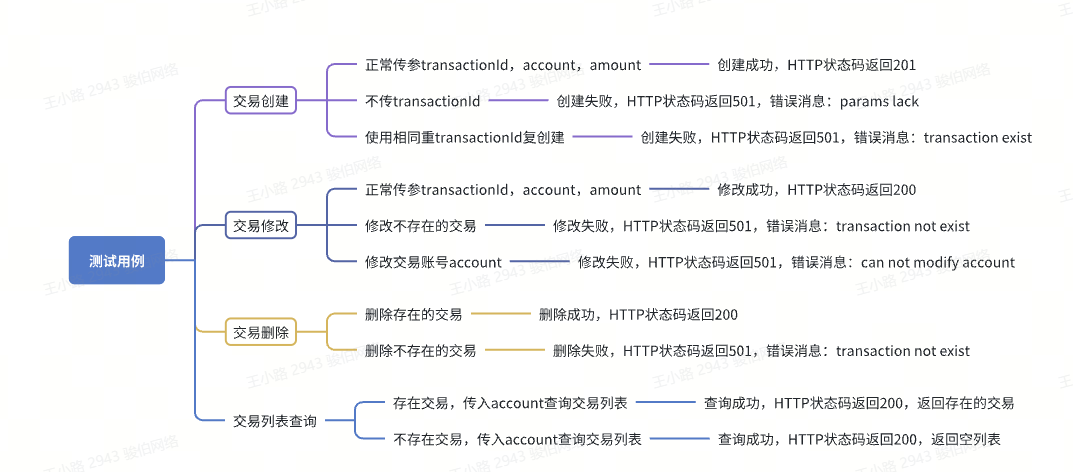 测试用例
交易创建
正常传参transactionId，account，amount
创建成功，HTTP状态码返回201
不传transactionId
创建失败，HTTP状态码返回501，错误消息：params lack
使用相同重transactionId复创建
创建失败，HTTP状态码返回501，错误消息：transaction exist
交易修改
正常传参transactionId，account，amount
修改成功，HTTP状态码返回200
修改不存在的交易
修改失败，HTTP状态码返回501，错误消息：transaction not exist
修改交易账号account
修改失败，HTTP状态码返回501，错误消息：can not modify account
交易删除
删除存在的交易
删除成功，HTTP状态码返回200
删除不存在的交易
删除失败，HTTP状态码返回501，错误消息：transaction not exist
交易列表查询
存在交易，传入account查询交易列表
查询成功，HTTP状态码返回200，返回存在的交易
不存在交易，传入account查询交易列表
查询成功，HTTP状态码返回200，返回空列表
王小路 2943 骏伯网络